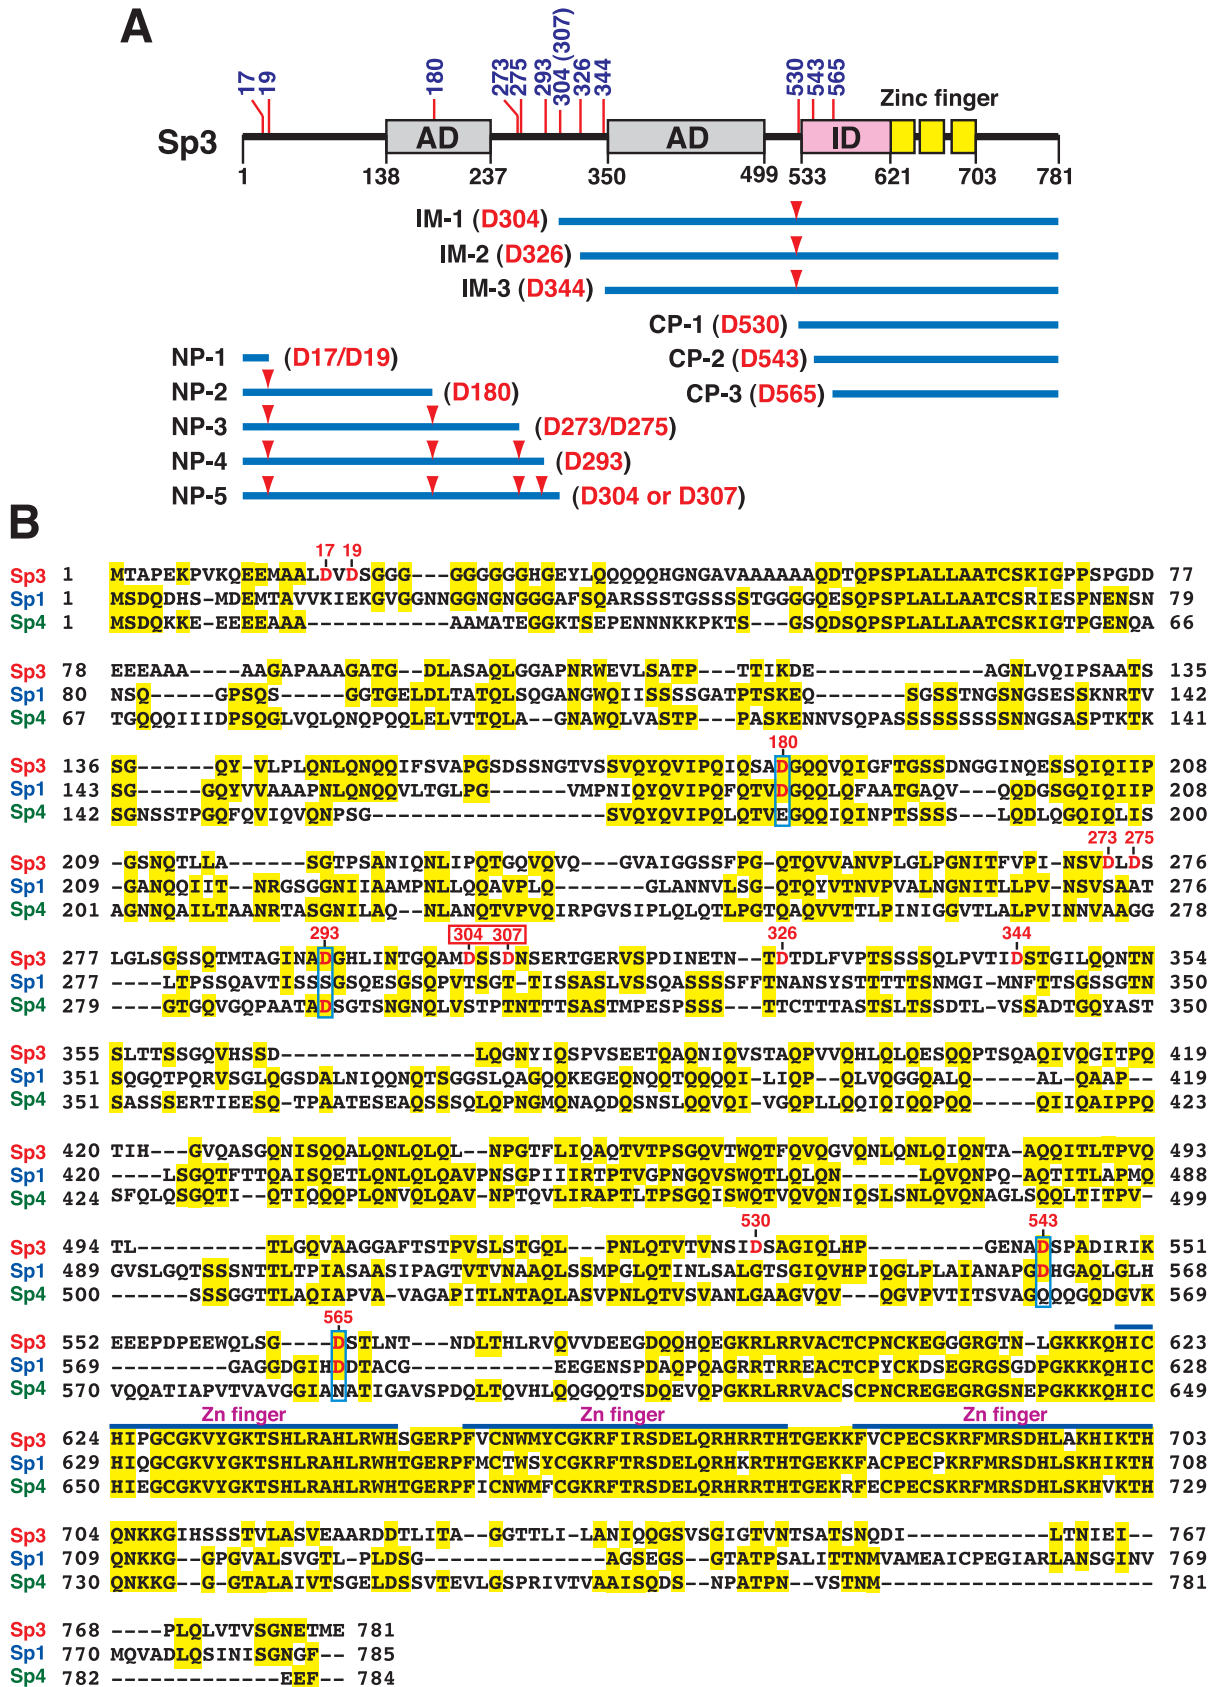 A
17 19 180 273 275 293 304 (307) 326 344 530 543 565
Zinc finger
Sp3 AD AD ID
1 138 237 350 499 533 621 703 781
IM-1 (D304)
IM-2 (D326)
IM-3 (D344)
CP-1 (D530)
NP-1 (D17/D19)
CP-2 (D543)
NP-2 (D180)
CP-3 (D565)
NP-3 (D273/D275)
NP-4 (D293)
NP-5 (D304 or D307)
B
17 19
Sp3 1 MTAPEKPVKQEEMAALDVDSGGG---GGGGGGHGEYLQQQQQHGNGAVAAAAAAQDTQPSPLALLAATCSKIGPPSPGDD 77
Sp1 1 MSDQDHS-MDEMTAVVKIEKGVGGNNGGNGNGGGAFSQARSSSTGSSSSTGGGGQESQPSPLALLAATCSRIESPNENSN 79
Sp4 1 MSDQKKE-EEEEAAA-----------AAMATEGGKTSEPENNNKKPKTS---GSQDSQPSPLALLAATCSKIGTPGENQA 66
Sp3 78 EEEAAA----AAGAPAAAGATG--DLASAQLGGAPNRWEVLSATP---TTIKDE-------------AGNLVQIPSAATS 135
Sp1 80 NSQ-----GPSQS-----GGTGELDLTATQLSQGANGWQIISSSSGATPTSKEQ-------SGSSTNGSNGSESSKNRTV 142
Sp4 67 TGQQQIIIDPSQGLVQLQNQPQQLELVTTQLA--GNAWQLVASTP---PASKENNVSQPASSSSSSSSSNNGSASPTKTK 141
180
Sp3 136 SG------QY-VLPLQNLQNQQIFSVAPGSDSSNGTVSSVQYQVIPQIQSADGQQVQIGFTGSSDNGGINQESSQIQIIP 208
Sp1 143 SG-----GQYVVAAAPNLQNQQVLTGLPG------VMPNIQYQVIPQFQTVDGQQLQFAATGAQV---QQDGSGQIQIIP 208
Sp4 142 SGNSSTPGQFQVIQVQNPSG------------------SVQYQVIPQLQTVEGQQIQINPTSSSS---LQDLQGQIQLIS 200
273 275
Sp3 209 -GSNQTLLA------SGTPSANIQNLIPQTGQVQVQ---GVAIGGSSFPG-QTQVVANVPLGLPGNITFVPI-NSVDLDS 276
Sp1 209 -GANQQIIT--NRGSGGNIIAAMPNLLQQAVPLQ-------GLANNVLSG-QTQYVTNVPVALNGNITLLPV-NSVSAAT 276
Sp4 201 AGNNQAILTAANRTASGNILAQ--NLANQTVPVQIRPGVSIPLQLQTLPGTQAQVVTTLPINIGGVTLALPVINNVAAGG 278
293 304 307 326 344
Sp3 277 LGLSGSSQTMTAGINADGHLINTGQAMDSSDNSERTGERVSPDINETN--TDTDLFVPTSSSSQLPVTIDSTGILQQNTN 354
Sp1 277 ----LTPSSQAVTISSSGSQESGSQPVTSGT-TISSASLVSSQASSSSFFTNANSYSTTTTTSNMGI-MNFTTSGSSGTN 350
Sp4 279 ----GTGQVGQPAATADSGTSNGNQLVSTPTNTTTSASTMPESPSSS---TTCTTTASTSLTSSDTL-VSSADTGQYAST 350
Sp3 355 SLTTSSGQVHSSD---------------LQGNYIQSPVSEETQAQNIQVSTAQPVVQHLQLQESQQPTSQAQIVQGITPQ 419
Sp1 351 SQGQTPQRVSGLQGSDALNIQQNQTSGGSLQAGQQKEGEQNQQTQQQQI-LIQP--QLVQGGQALQ-----AL-QAAP-- 419
Sp4 351 SASSSERTIEESQ-TPAATESEAQSSSQLQPNGMQNAQDQSNSLQQVQI-VGQPLLQQIQIQQPQQ-----QIIQAIPPQ 423
Sp3 420 TIH---GVQASGQNISQQALQNLQLQL--NPGTFLIQAQTVTPSGQVTWQTFQVQGVQNLQNLQIQNTA-AQQITLTPVQ 493
Sp1 420 ----LSGQTFTTQAISQETLQNLQLQAVPNSGPIIIRTPTVGPNGQVSWQTLQLQN------LQVQNPQ-AQTITLAPMQ 488
Sp4 424 SFQLQSGQTI--QTIQQQPLQNVQLQAV-NPTQVLIRAPTLTPSGQISWQTVQVQNIQSLSNLQVQNAGLSQQLTITPV- 499
530 543
Sp3 494 TL----------TLGQVAAGGAFTSTPVSLSTGQL---PNLQTVTVNSIDSAGIQLHP---------GENADSPADIRIK 551
Sp1 489 GVSLGQTSSSNTTLTPIASAASIPAGTVTVNAAQLSSMPGLQTINLSALGTSGIQVHPIQGLPLAIANAPGDHGAQLGLH 568
Sp4 500 ------SSSGGTTLAQIAPVA-VAGAPITLNTAQLASVPNLQTVSVANLGAAGVQV---QGVPVTITSVAGQQQGQDGVK 569
565
Sp3 552 EEEPDPEEWQLSG----DSTLNT---NDLTHLRVQVVDEEGDQQHQEGKRLRRVACTCPNCKEGGGRGTN-LGKKKQHIC 623
Sp1 569 ---------GAGGDGIHDDTACG-----------EEGENSPDAQPQAGRRTRREACTCPYCKDSEGRGSGDPGKKKQHIC 628
Sp4 570 VQQATIAPVTVAVGGIANATIGAVSPDQLTQVHLQQGQQTSDQEVQPGKRLRRVACSCPNCREGEGRGSNEPGKKKQHIC 649
Zn finger Zn finger Zn finger
Sp3 624 HIPGCGKVYGKTSHLRAHLRWHSGERPFVCNWMYCGKRFIRSDELQRHRRTHTGEKKFVCPECSKRFMRSDHLAKHIKTH 703
Sp1 629 HIQGCGKVYGKTSHLRAHLRWHTGERPFMCTWSYCGKRFTRSDELQRHKRTHTGEKKFACPECPKRFMRSDHLSKHIKTH 708
Sp4 650 HIEGCGKVYGKTSHLRAHLRWHTGERPFICNWMFCGKRFTRSDELQRHRRTHTGEKRFECPECSKRFMRSDHLSKHVKTH 729
Sp3 704 QNKKGIHSSSTVLASVEAARDDTLITA--GGTTLI-LANIQQGSVSGIGTVNTSATSNQDI-----------LTNIEI-- 767
Sp1 709 QNKKG--GPGVALSVGTL-PLDSG--------------AGSEGS--GTATPSALITTNMVAMEAICPEGIARLANSGINV 769
Sp4 730 QNKKG--G-GTALAIVTSGELDSSVTEVLGSPRIVTVAAISQDS--NPATPN--VSTNM--------------------- 781
Sp3 768 ----PLQLVTVSGNETME 781
Sp1 770 MQVADLQSINISGNGF-- 785
Sp4 782 -------------EEF-- 784